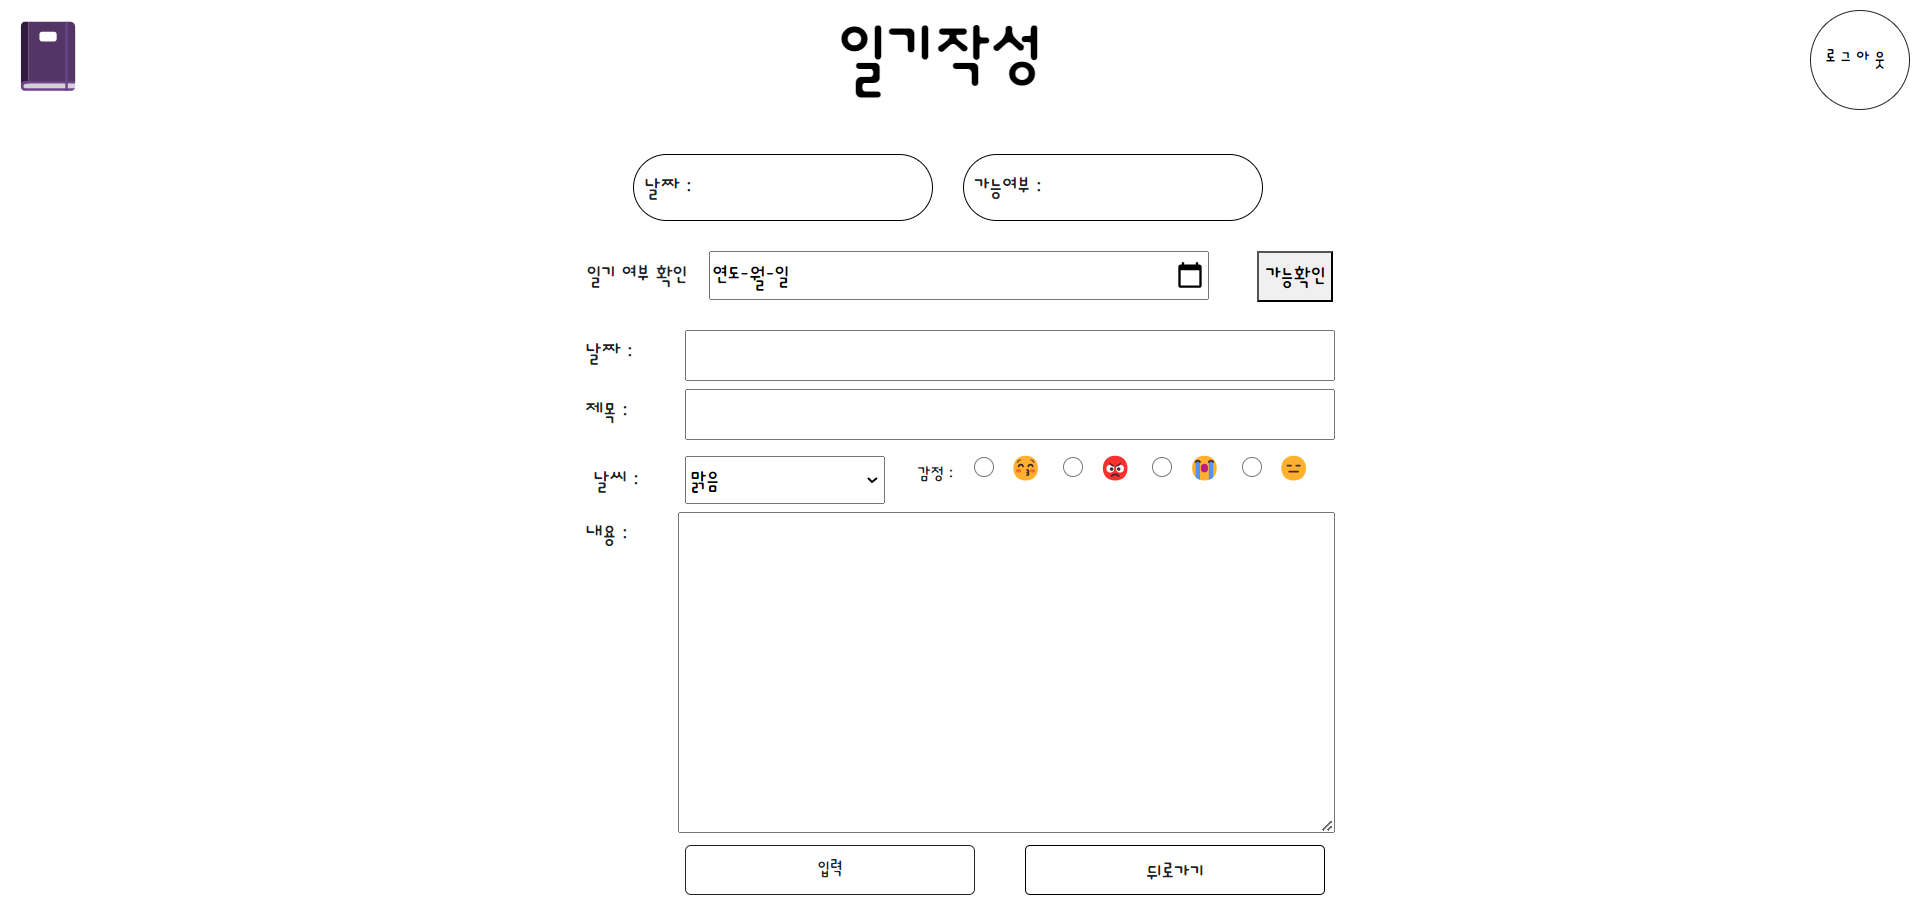 일기작성
로그아웃
날짜 : 가능여부 :
일기 여부 확인 연도-월-일 가능확인
날짜 :
제목 :
날씨 : 맑음 감정 :
내용 :
입력 뒤로가기